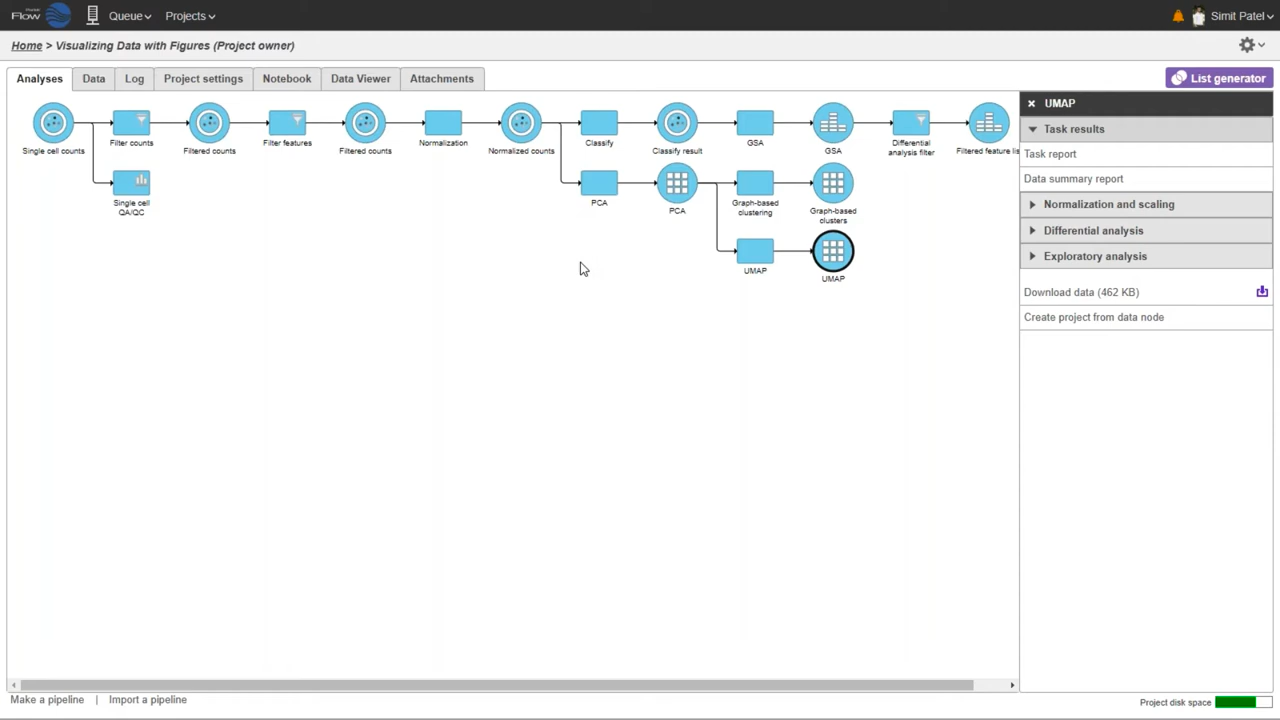 Flow
Queue
Projects
Simit Patel
Home > Visualizing Data with Figures (Project owner)
Analyses
Data
Log
Project settings
Notebook
Data Viewer
Attachments
List generator
Single cell counts
Filter counts
Filtered counts
Filter features
Filtered counts
Normalization
Normalized counts
Classify
Classify result
GSA
GSA
Differential
analysis filter
Filtered feature lis
Single cell
QA/QC
PCA
PCA
Graph-based
clustering
Graph-based
clusters
UMAP
UMAP
UMAP
Task results
Task report
Data summary report
Normalization and scaling
Differential analysis
Exploratory analysis
Download data (462 KB)
Create project from data node
Make a pipeline | Import a pipeline
Project disk space